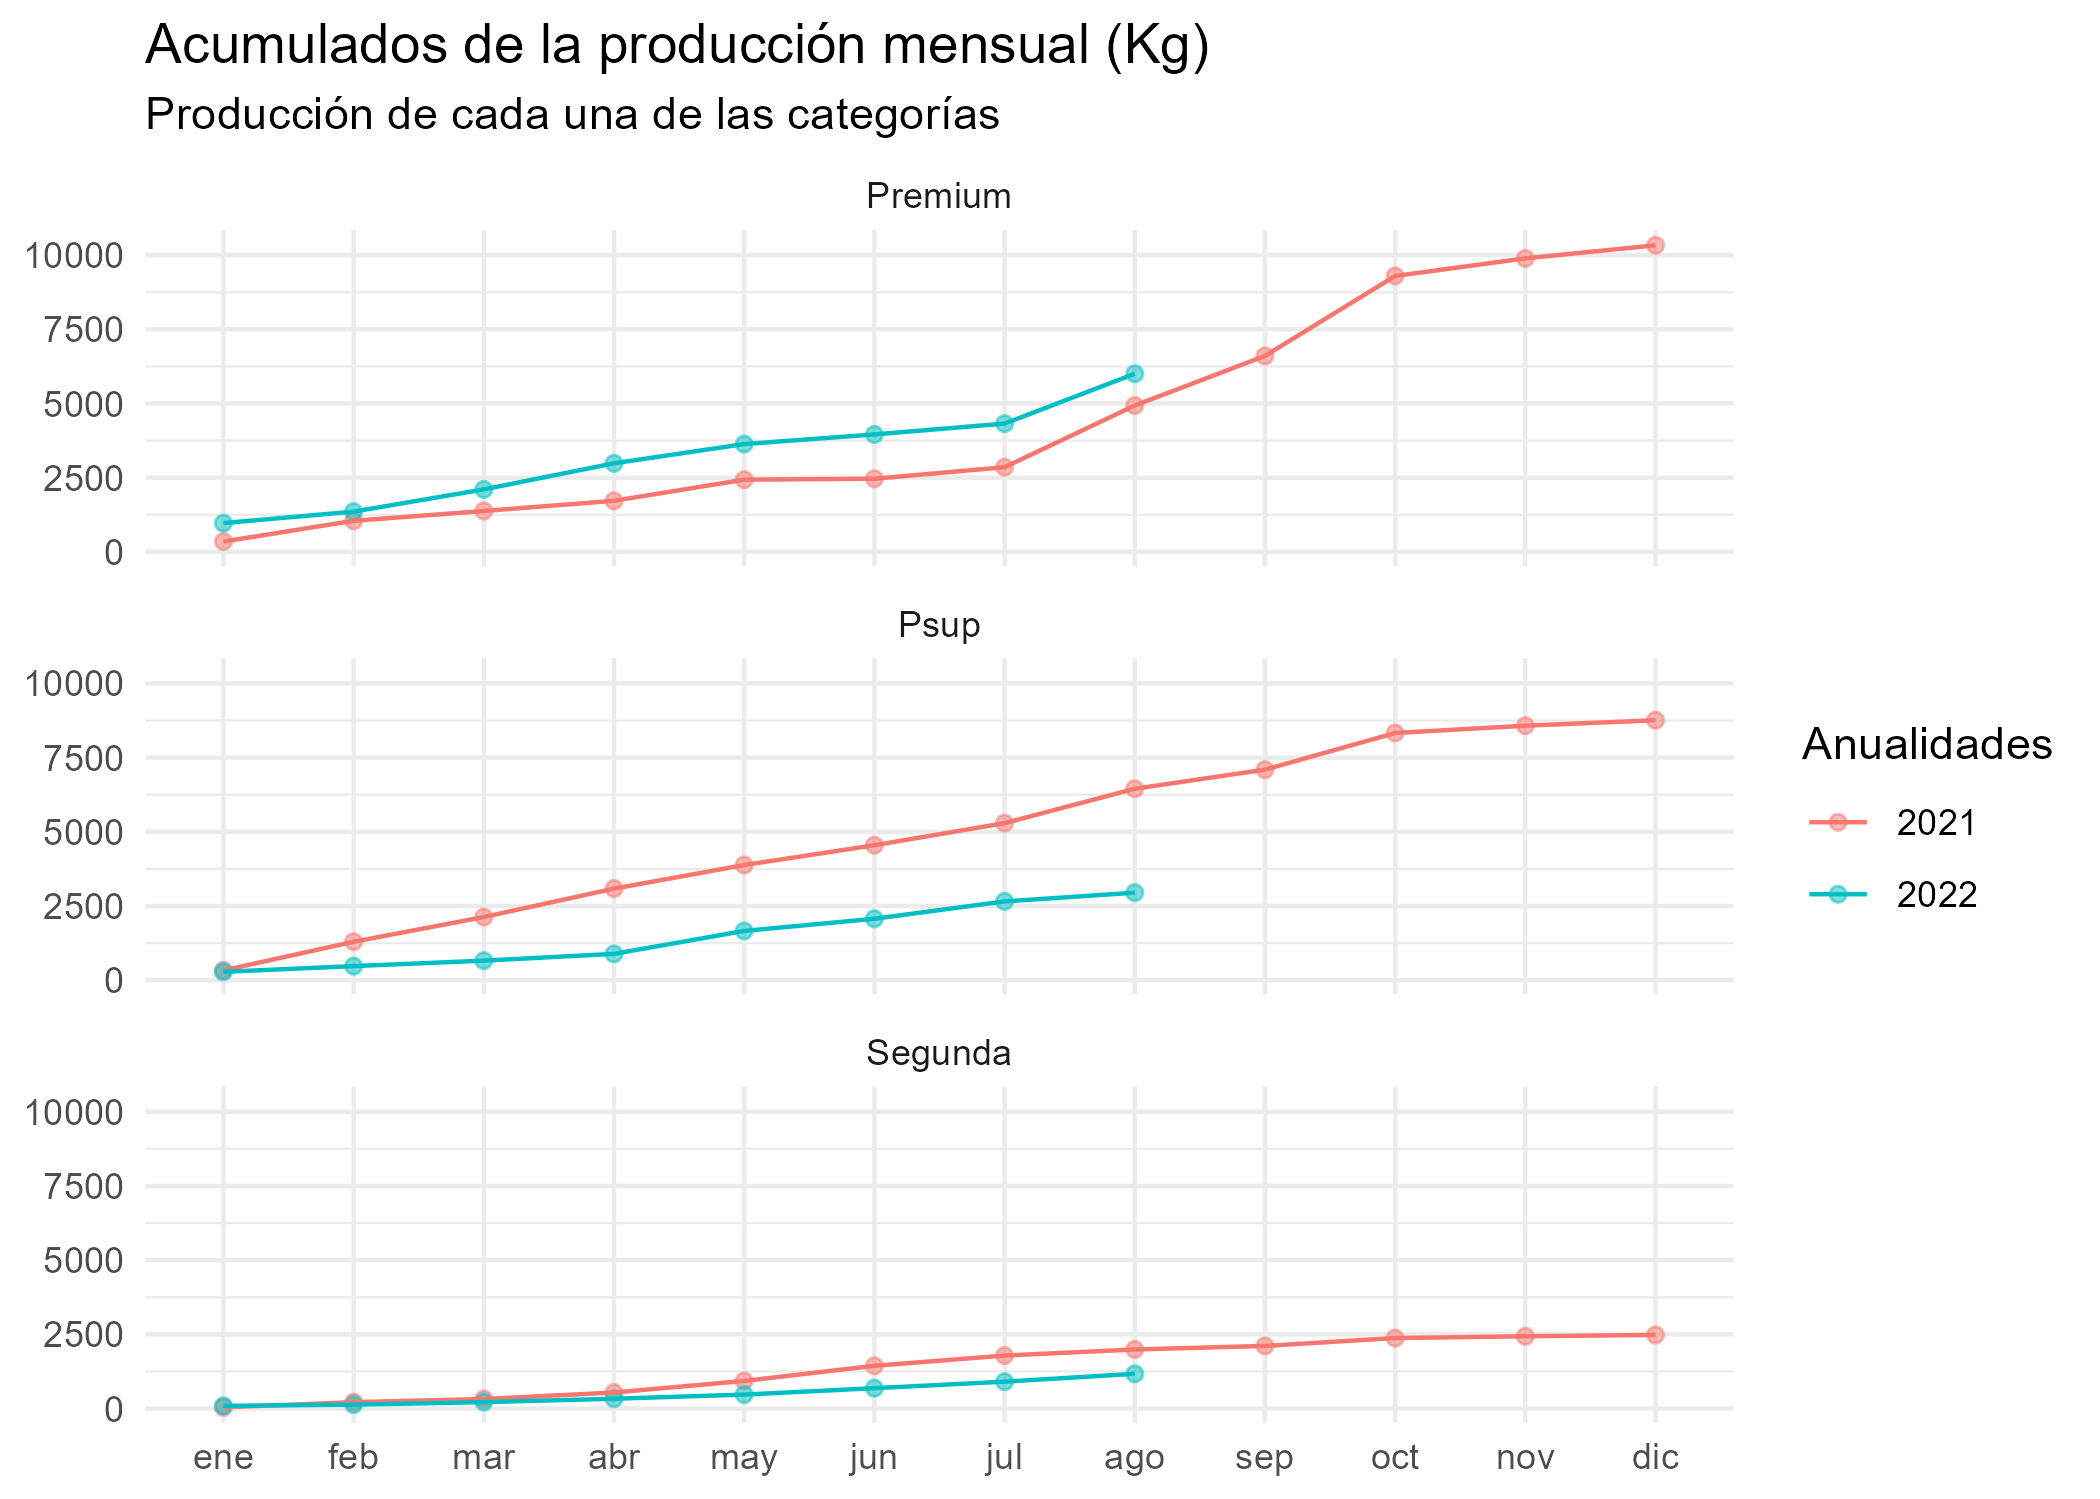 Acumulados de la producción mensual (Kg)
Producción de cada una de las categorías
Premium
10000
7500
5000
2500
0
Psup
10000
7500
5000
2500
0
Segunda
10000
7500
5000
2500
0
ene feb mar abr may jun jul ago sep oct nov dic
Anualidades
2021
2022